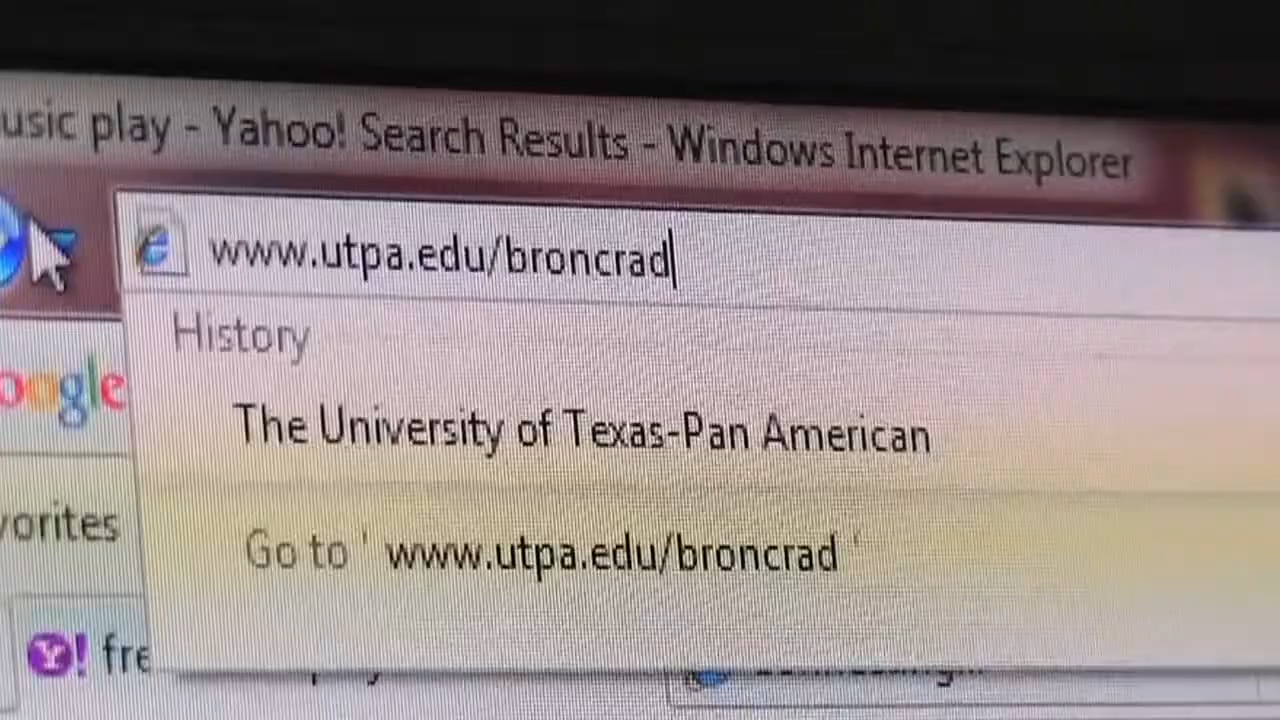 usic play - Yahoo! Search Results - Windows Internet Explorer
www.utpa.edu/broncrad
History
oogle
The University of Texas-Pan American
vorites
Go to ' www.utpa.edu/broncrad '
Y! fre